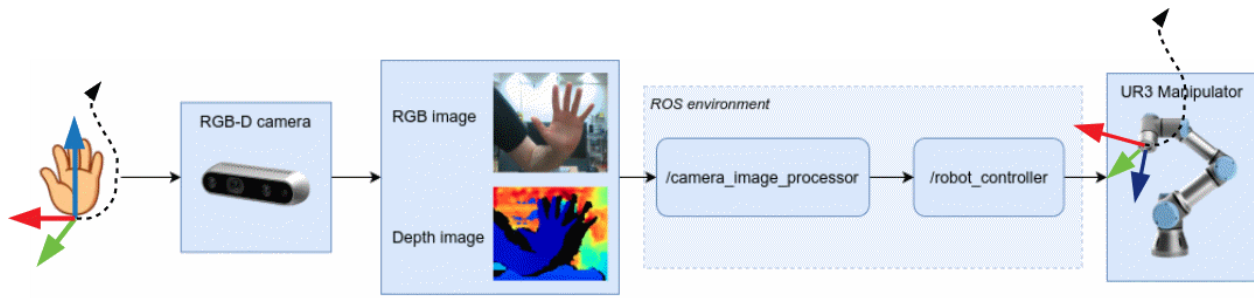 RGB-D camera
RGB image
Depth image
ROS environment
/camera_image_processor
/robot_controller
UR3 Manipulator